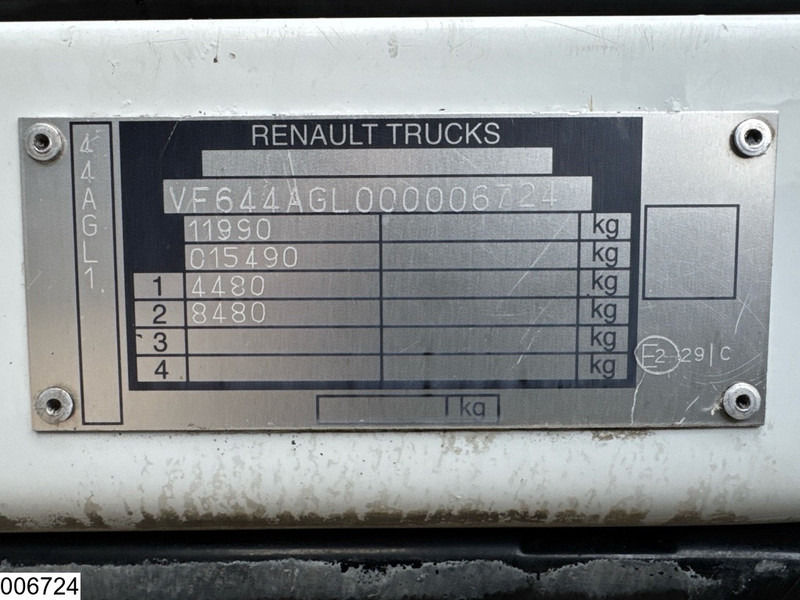 RENAULT TRUCKS
44AGL1
VF644AGL000006724
11990 kg
015490 kg
1 4480 kg
2 8480 kg
3 kg
4 kg
E2 29|C
kg
006724